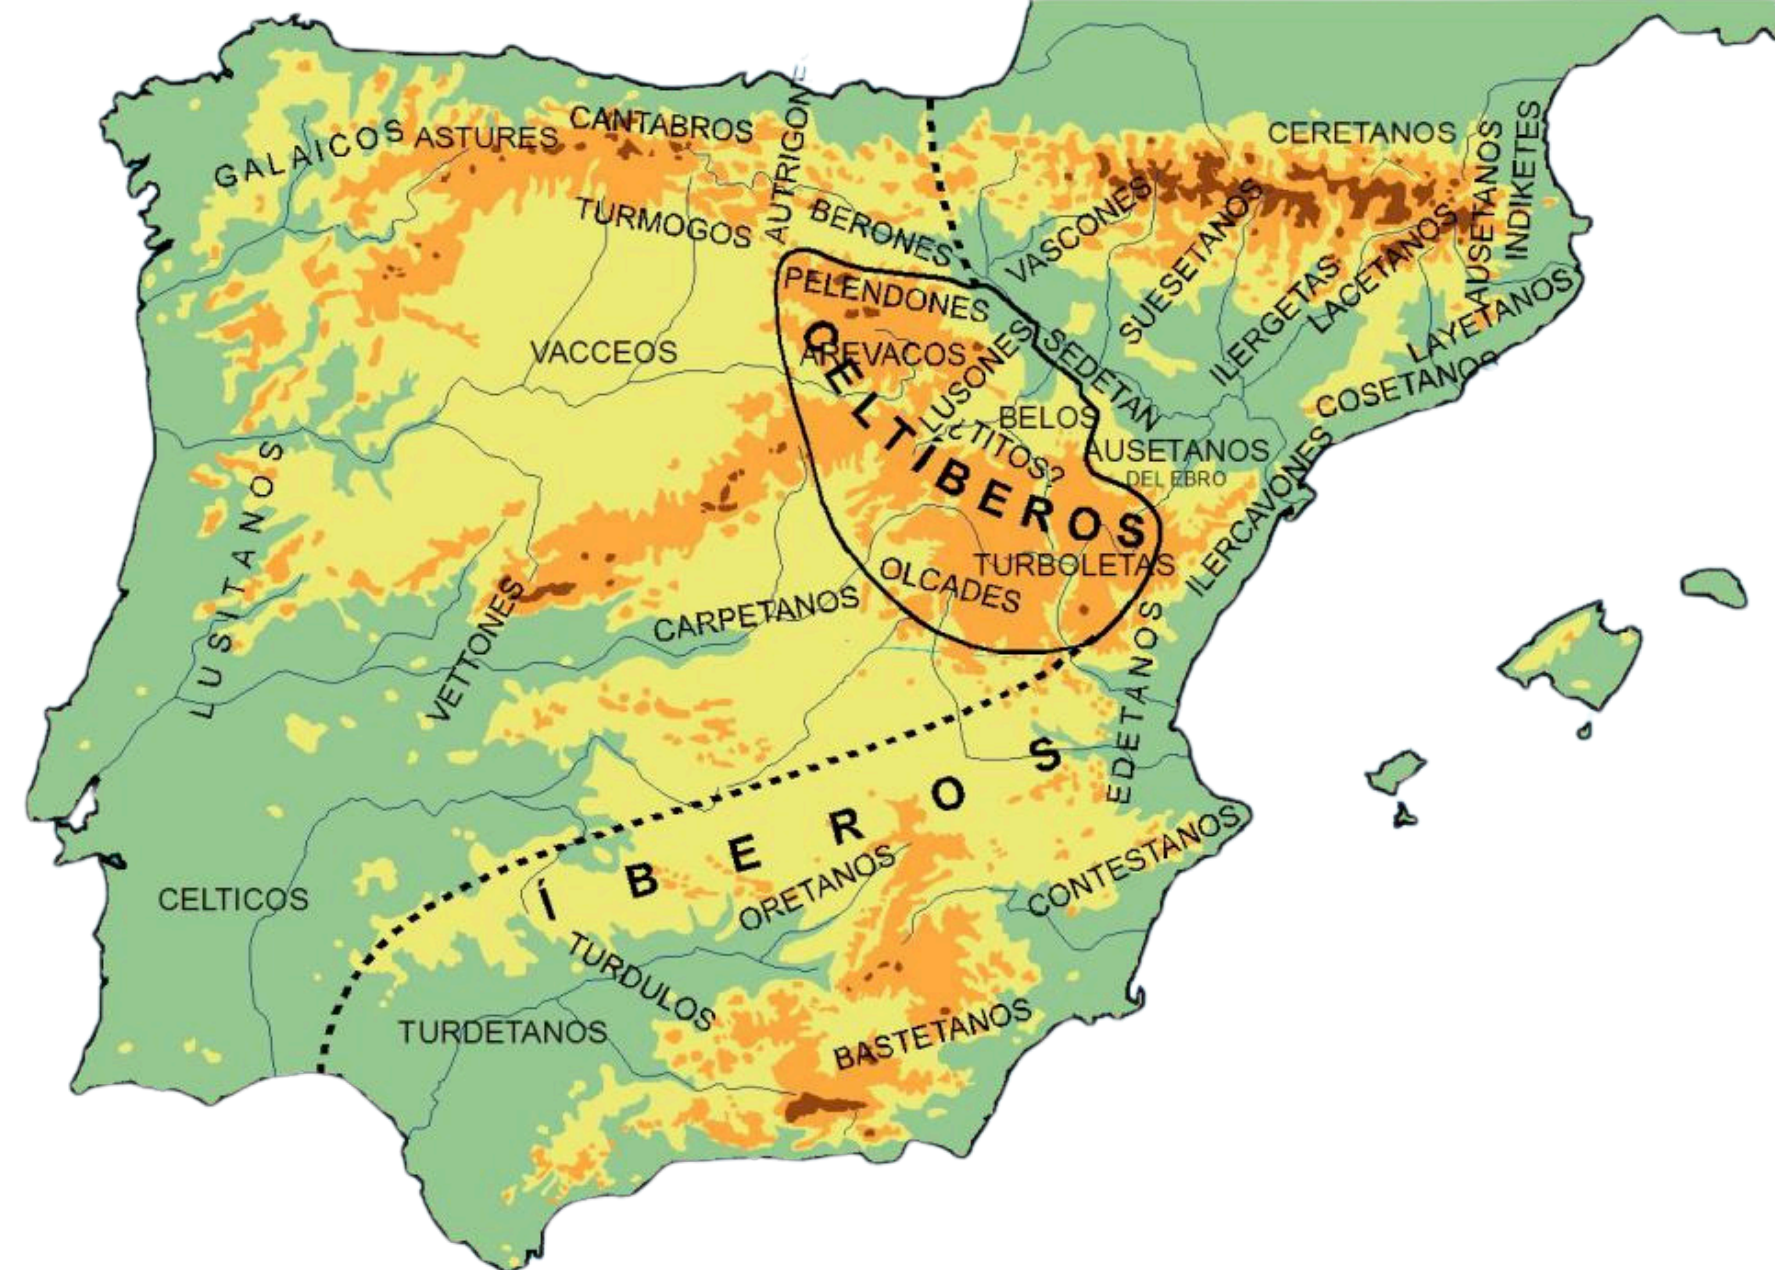 GALAICOS
ASTURES
CANTABROS
AUTRIGONE
TURMOGOS
BERONES
VASCONES
SUESETANOS
CERETANOS
AUSETANOS
INDIKETES
ILERGETAS
LACETANOS
LAYETANOS
COSETANOS
PELENDONES
AREVACOS
LUSONES
SEDETAN
VACCEOS
BELOS
¿TITOS?
AUSETANOS
DEL EBRO
CELTÍBEROS
ILERCAVONES
LUSITANOS
VETTONES
CARPETANOS
OLCADES
TURBOLETAS
EDETANOS
ÍBEROS
CELTICOS
ORETANOS
CONTESTANOS
TURDULOS
TURDETANOS
BASTETANOS